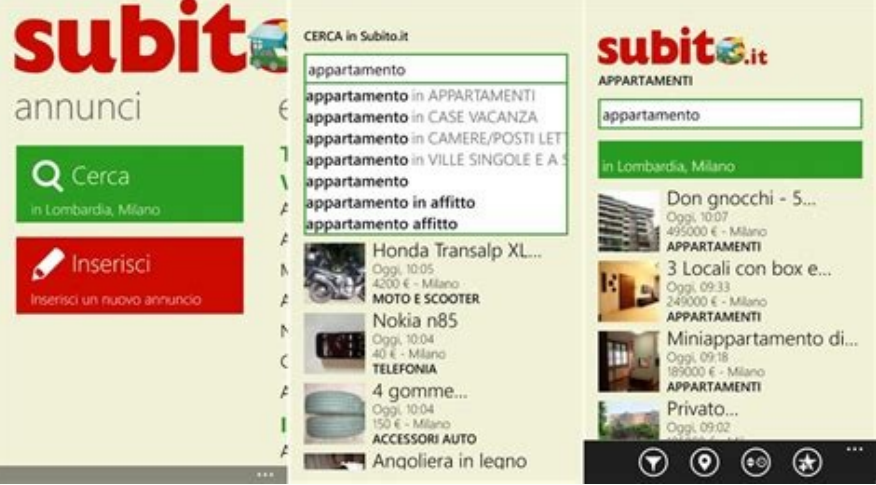 subito
annunci
Cerca
in Lombardia, Milano
Inserisci
Inserisci un nuovo annuncio
CERCA in Subito.it
appartamento
appartamento in APPARTAMENTI
appartamento in CASE VACANZA
appartamento in CAMERE/POSTI LETT
appartamento in VILLE SINGOLE E A S
appartamento
appartamento in affitto
appartamento affitto
Honda Transalp XL...
Oggi, 10:05
4200 € - Milano
MOTO E SCOOTER
Nokia n85
Oggi, 10:04
40 € - Milano
TELEFONIA
4 gomme...
Oggi, 10:04
150 € - Milano
ACCESSORI AUTO
Angoliera in legno
subito.it
APPARTAMENTI
appartamento
in Lombardia, Milano
Don gnocchi - 5...
Oggi, 10:07
495000 € - Milano
APPARTAMENTI
3 Locali con box e...
Oggi, 09:33
249000 € - Milano
APPARTAMENTI
Miniappartamento di...
Oggi, 09:18
189000 € - Milano
APPARTAMENTI
Privato...
Oggi, 09:02